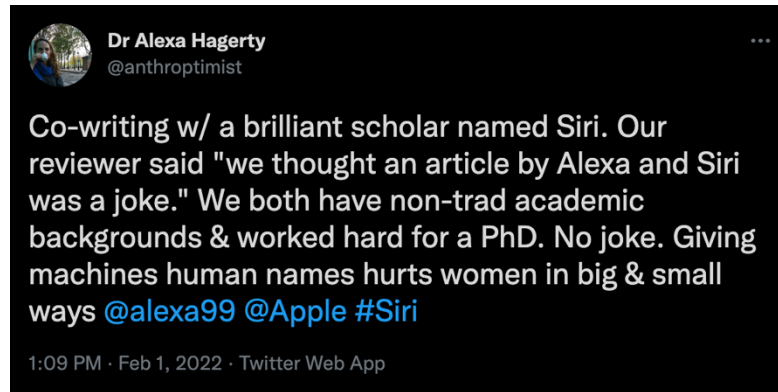 Dr Alexa Hagerty
@anthroptimist
Co-writing w/ a brilliant scholar named Siri. Our
reviewer said "we thought an article by Alexa and Siri
was a joke." We both have non-trad academic
backgrounds & worked hard for a PhD. No joke. Giving
machines human names hurts women in big & small
ways @alexa99 @Apple #Siri
1:09 PM · Feb 1, 2022 · Twitter Web App